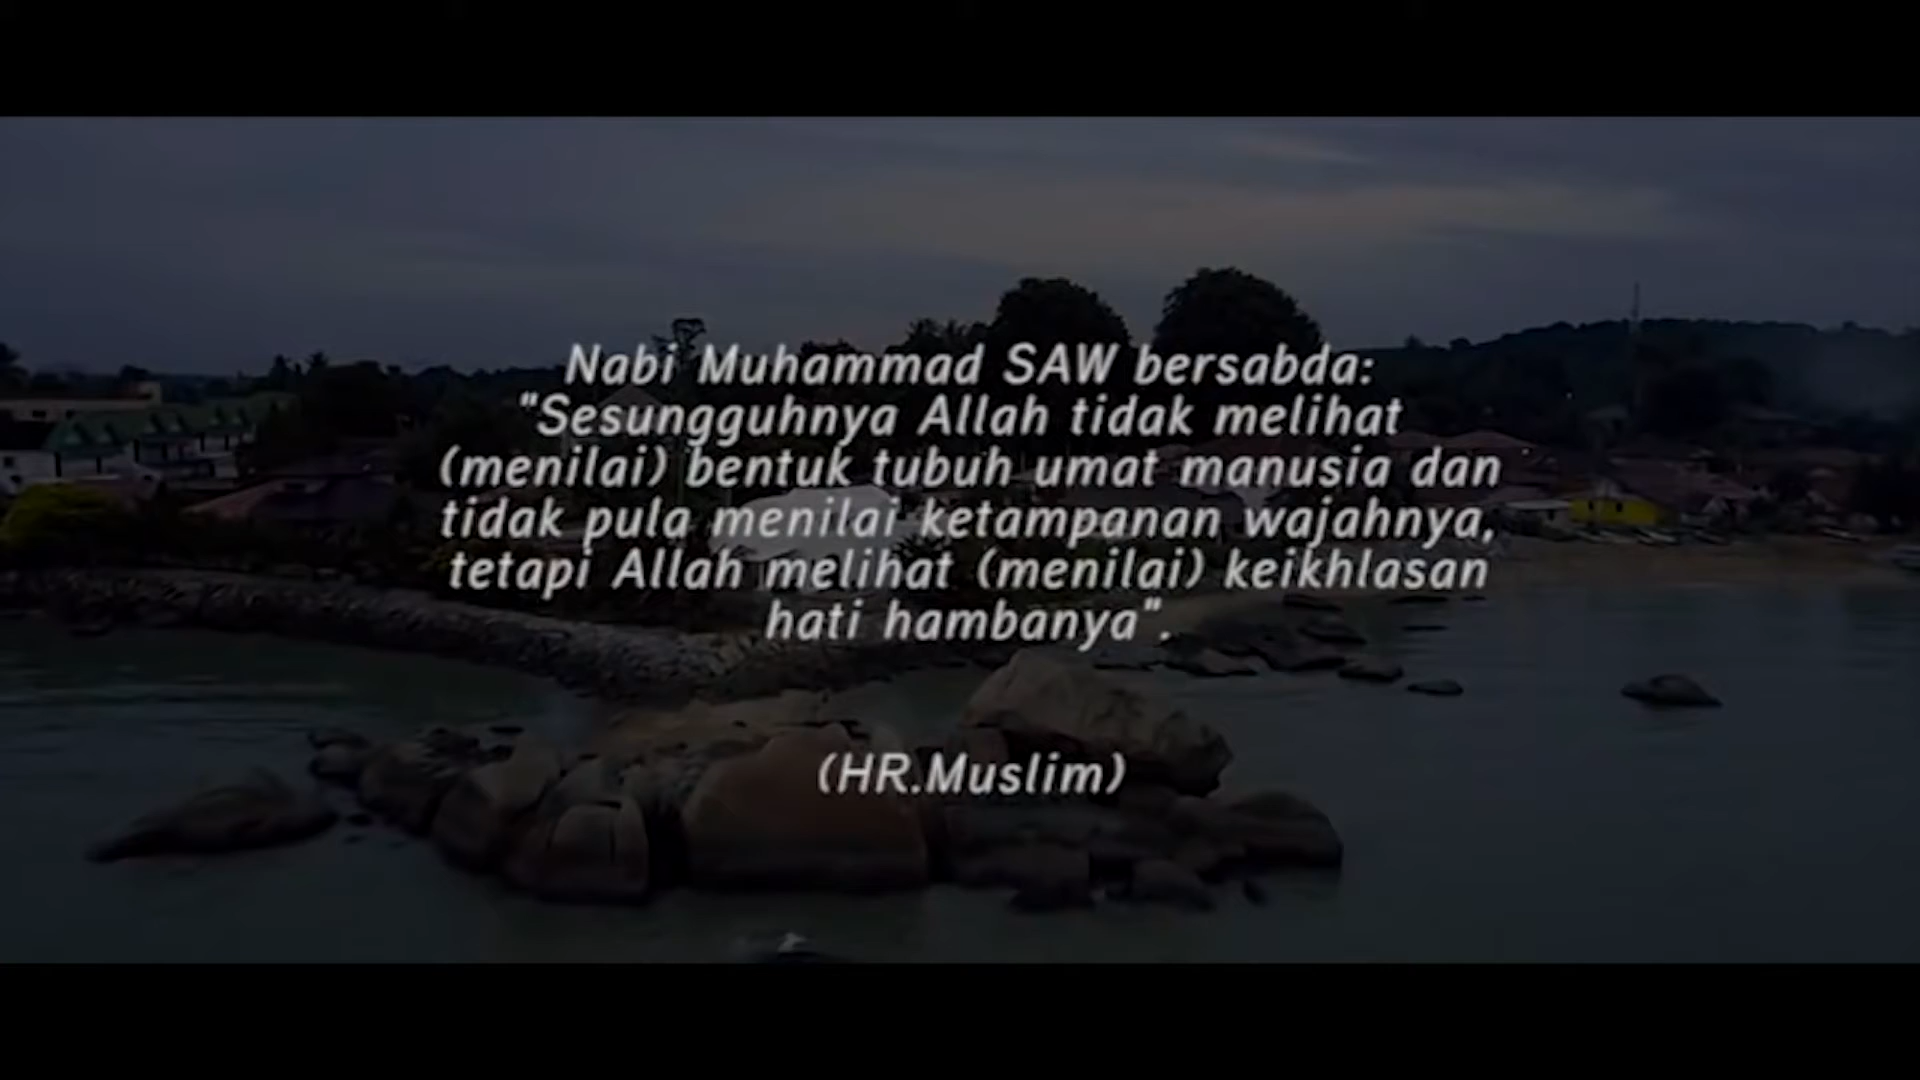 Nabi Muhammad SAW bersabda:
"Sesungguhnya Allah tidak melihat
(menilai) bentuk tubuh umat manusia dan
tidak pula menilai ketampanan wajahnya,
tetapi Allah melihat (menilai) keikhlasan
hati hambanya".
(HR.Muslim)